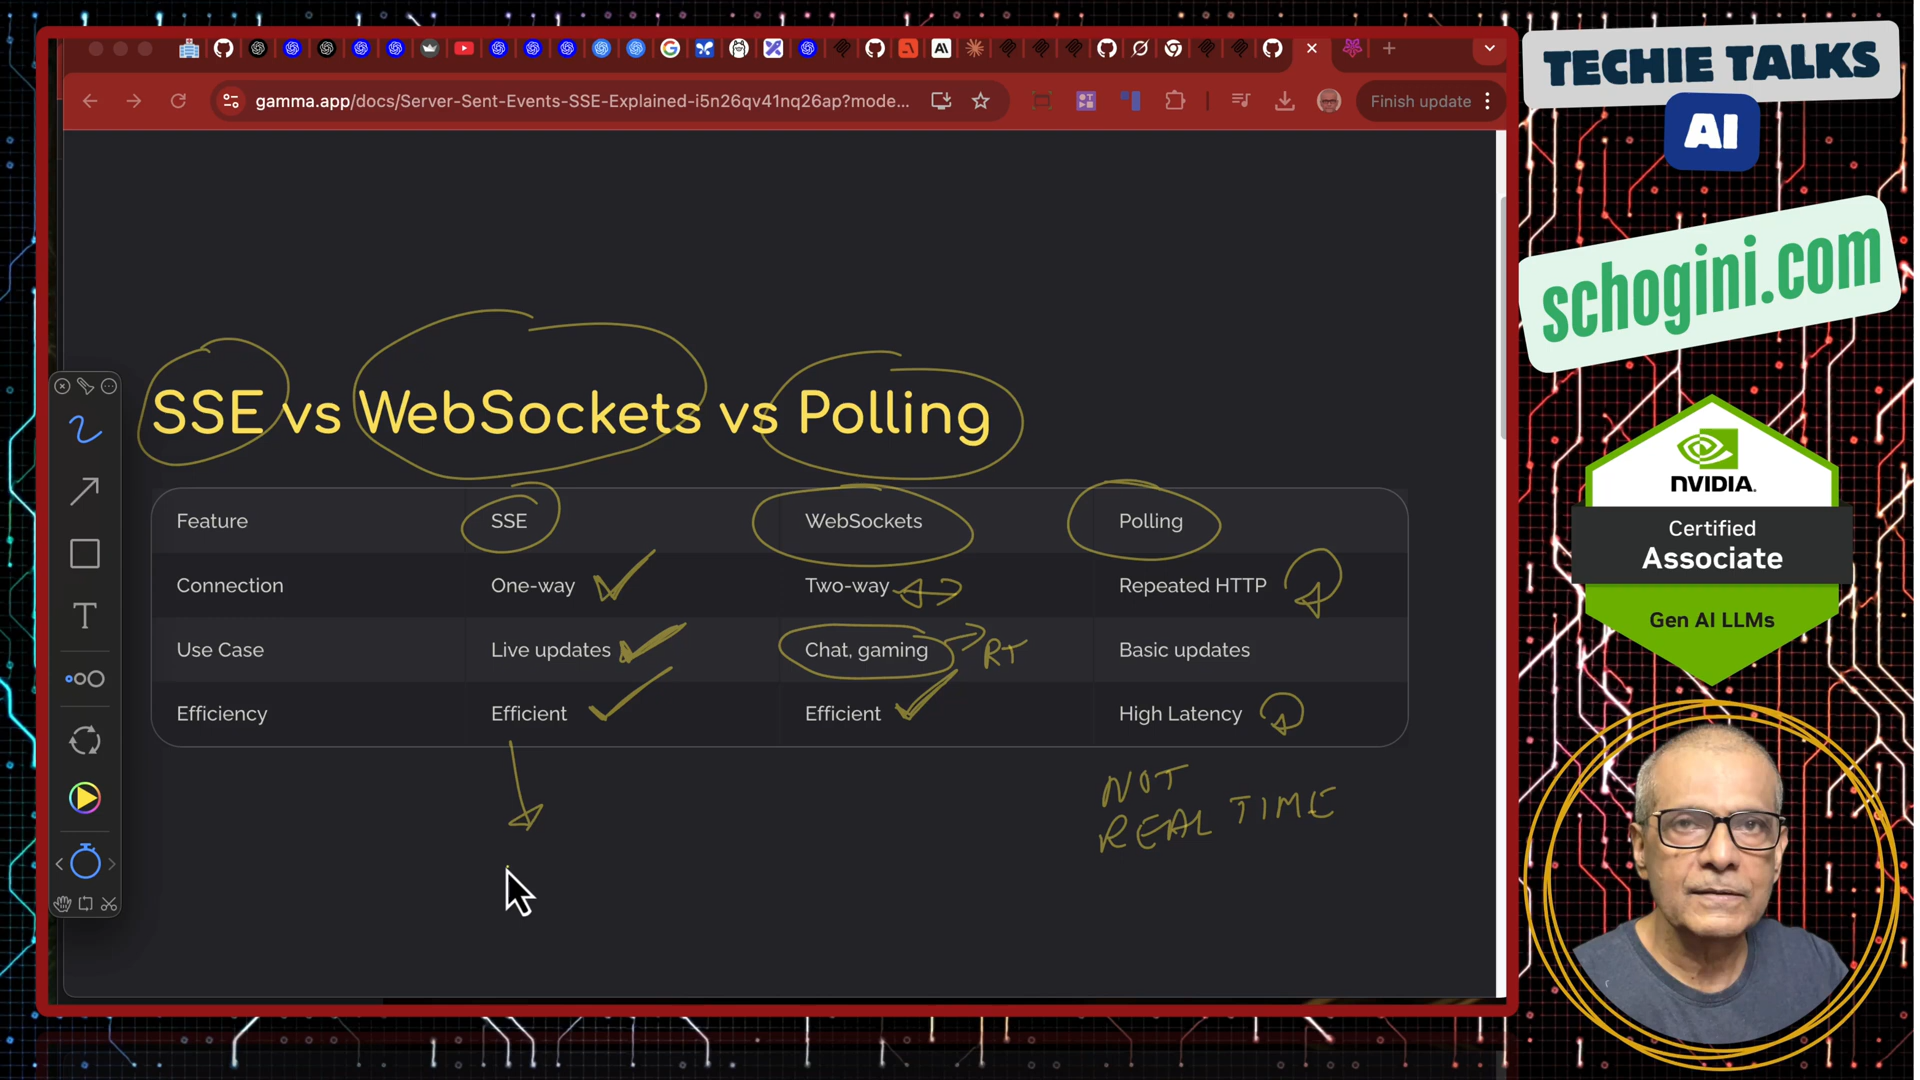 gamma.app/docs/Server-Sent-Events-SSE-Explained-i5n26qv41nq26ap?mode...
Finish update
SSE vs WebSockets vs Polling
Feature SSE WebSockets Polling
Connection One-way Two-way Repeated HTTP
Use Case Live updates Chat, gaming RT Basic updates
Efficiency Efficient Efficient High Latency
NOT
REAL TIME
T
TECHIE TALKS
AI
schogini.com
NVIDIA.
Certified
Associate
Gen AI LLMs